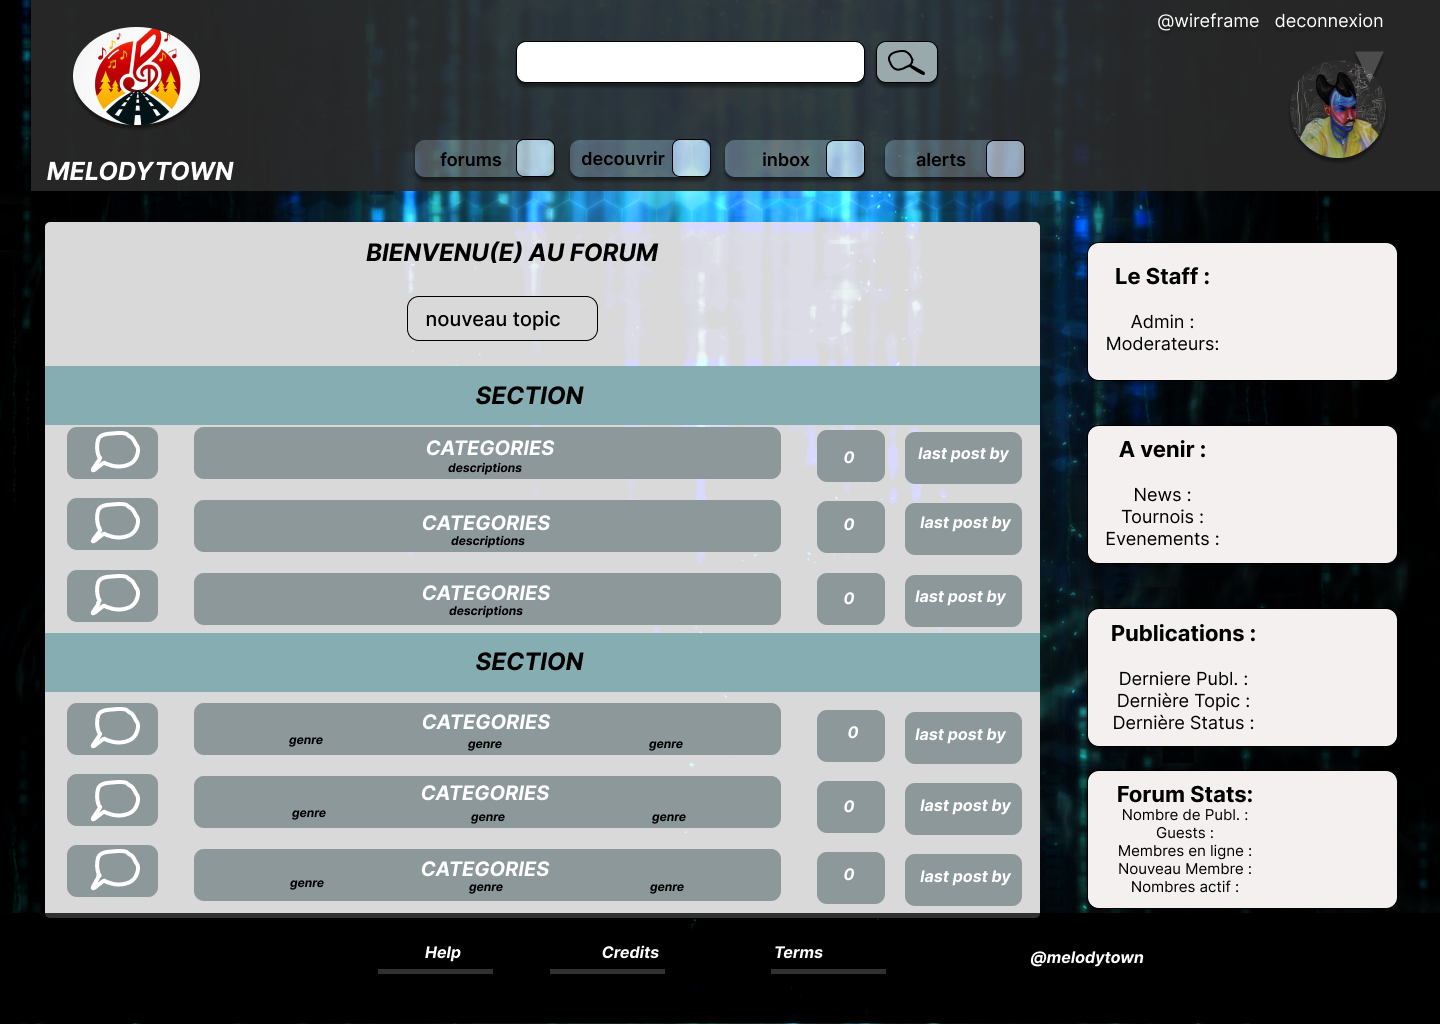 @wireframe deconnexion
MELODYTOWN
forums decouvrir inbox alerts
BIENVENU(E) AU FORUM
nouveau topic
SECTION
CATEGORIES
descriptions
0
last post by
CATEGORIES
descriptions
0
last post by
CATEGORIES
descriptions
0
last post by
SECTION
CATEGORIES
genre genre genre
0
last post by
CATEGORIES
genre genre genre
0
last post by
CATEGORIES
genre genre genre
0
last post by
Le Staff :
Admin :
Moderateurs:
A venir :
News :
Tournois :
Evenements :
Publications :
Derniere Publ. :
Dernière Topic :
Dernière Status :
Forum Stats:
Nombre de Publ. :
Guests :
Membres en ligne :
Nouveau Membre :
Nombres actif :
Help Credits Terms @melodytown